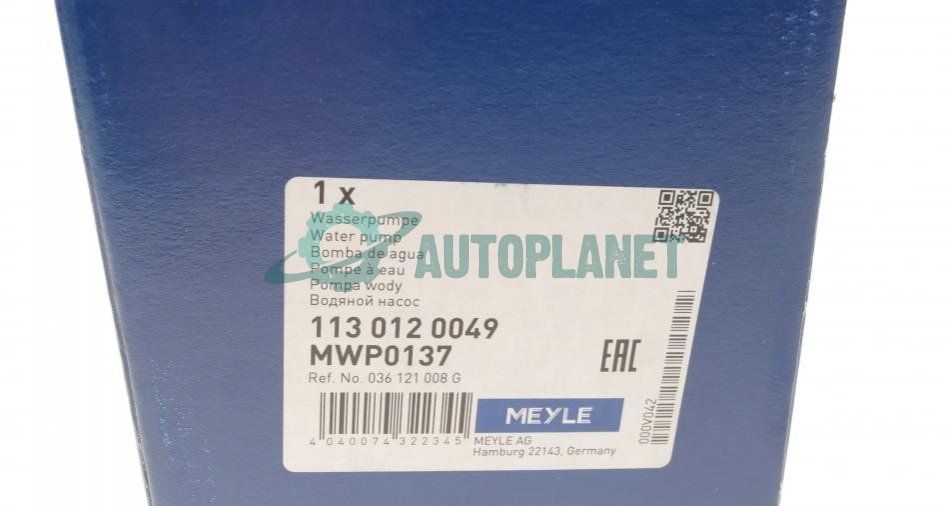 1 x
Wasserpumpe
Water pump
Bomba de agua
Pompe à eau
Pompa wody
Водяной насос
AUTOPLANET
113 012 0049
MWP0137
Ref. No. 036 121 008 G
EAC
4 040074 322345
MEYLE
MEYLE AG
Hamburg 22143, Germany
000V042